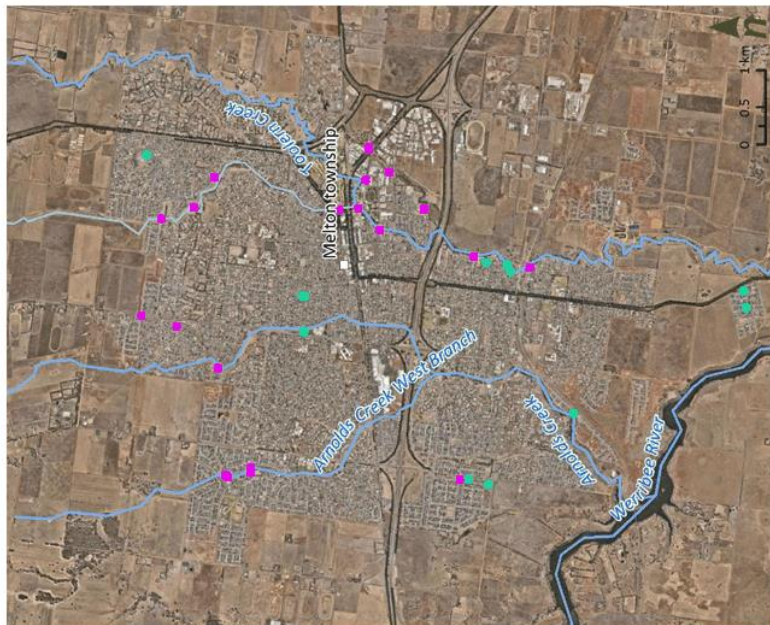 Toolern Creek
Melton township
Arnolds Creek West Branch
Arnolds Creek
Werribee River
n
0 0.5 1 km